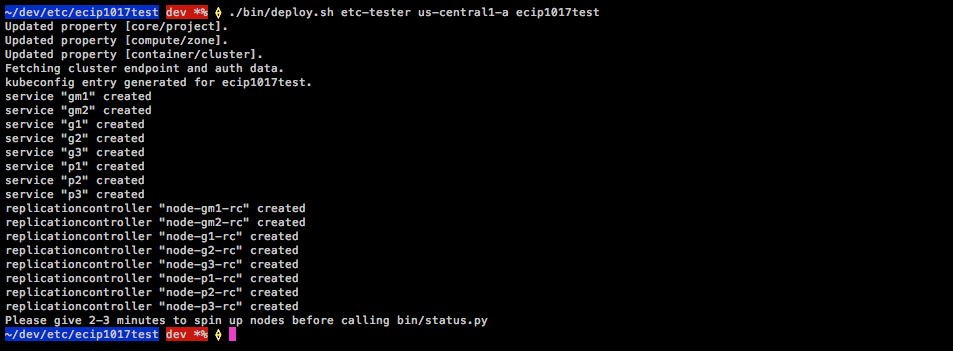 ~/dev/etc/ecip1017test dev *% ⟠ ./bin/deploy.sh etc-tester us-central1-a ecip1017test
Updated property [core/project].
Updated property [compute/zone].
Updated property [container/cluster].
Fetching cluster endpoint and auth data.
kubeconfig entry generated for ecip1017test.
service "gm1" created
service "gm2" created
service "g1" created
service "g2" created
service "g3" created
service "p1" created
service "p2" created
service "p3" created
replicationcontroller "node-gm1-rc" created
replicationcontroller "node-gm2-rc" created
replicationcontroller "node-g1-rc" created
replicationcontroller "node-g2-rc" created
replicationcontroller "node-g3-rc" created
replicationcontroller "node-p1-rc" created
replicationcontroller "node-p2-rc" created
replicationcontroller "node-p3-rc" created
Please give 2-3 minutes to spin up nodes before calling bin/status.py
~/dev/etc/ecip1017test dev *% ⟠